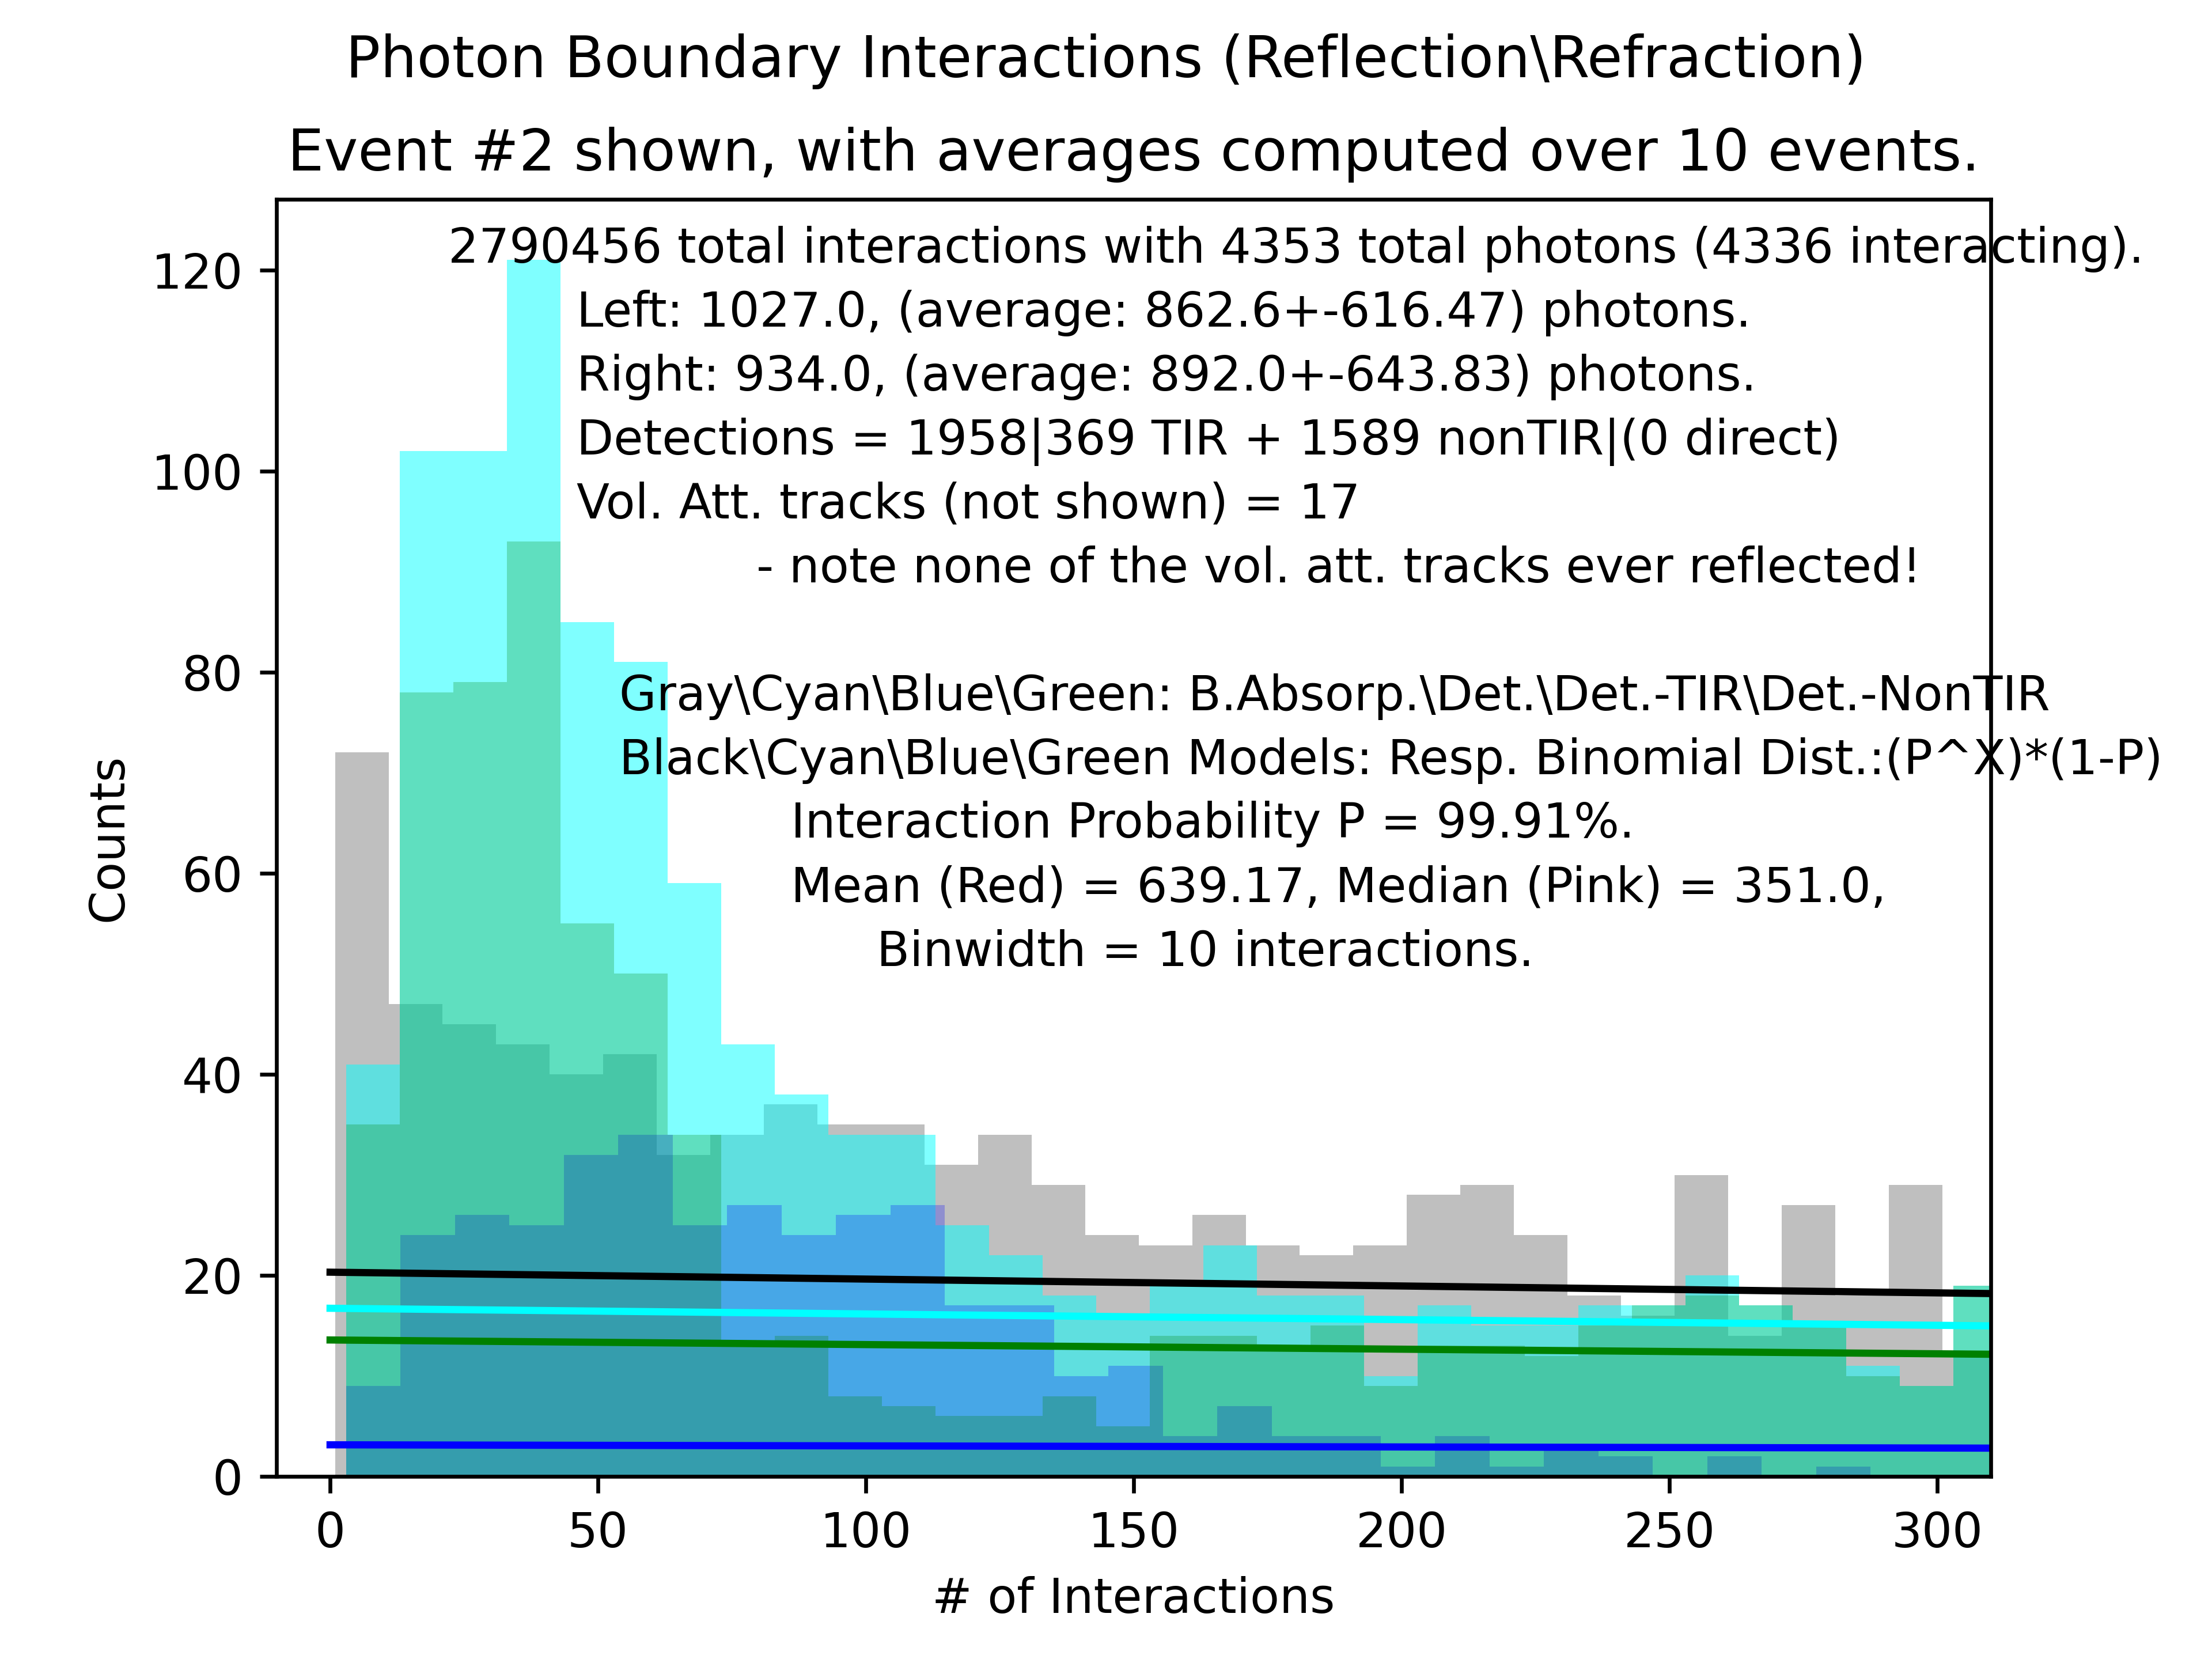 Photon Boundary Interactions (Reflection\Refraction)
Event #2 shown, with averages computed over 10 events.
2790456 total interactions with 4353 total photons (4336 interacting).
Left: 1027.0, (average: 862.6+-616.47) photons.
Right: 934.0, (average: 892.0+-643.83) photons.
Detections = 1958|369 TIR + 1589 nonTIR|(0 direct)
Vol. Att. tracks (not shown) = 17
- note none of the vol. att. tracks ever reflected!
Gray\Cyan\Blue\Green: B.Absorp.\Det.\Det.-TIR\Det.-NonTIR
Black\Cyan\Blue\Green Models: Resp. Binomial Dist.:(P^X)*(1-P)
Interaction Probability P = 99.91%.
Mean (Red) = 639.17, Median (Pink) = 351.0,
Binwidth = 10 interactions.
Counts
120
100
80
60
40
20
0
0 50 100 150 200 250 300
# of Interactions